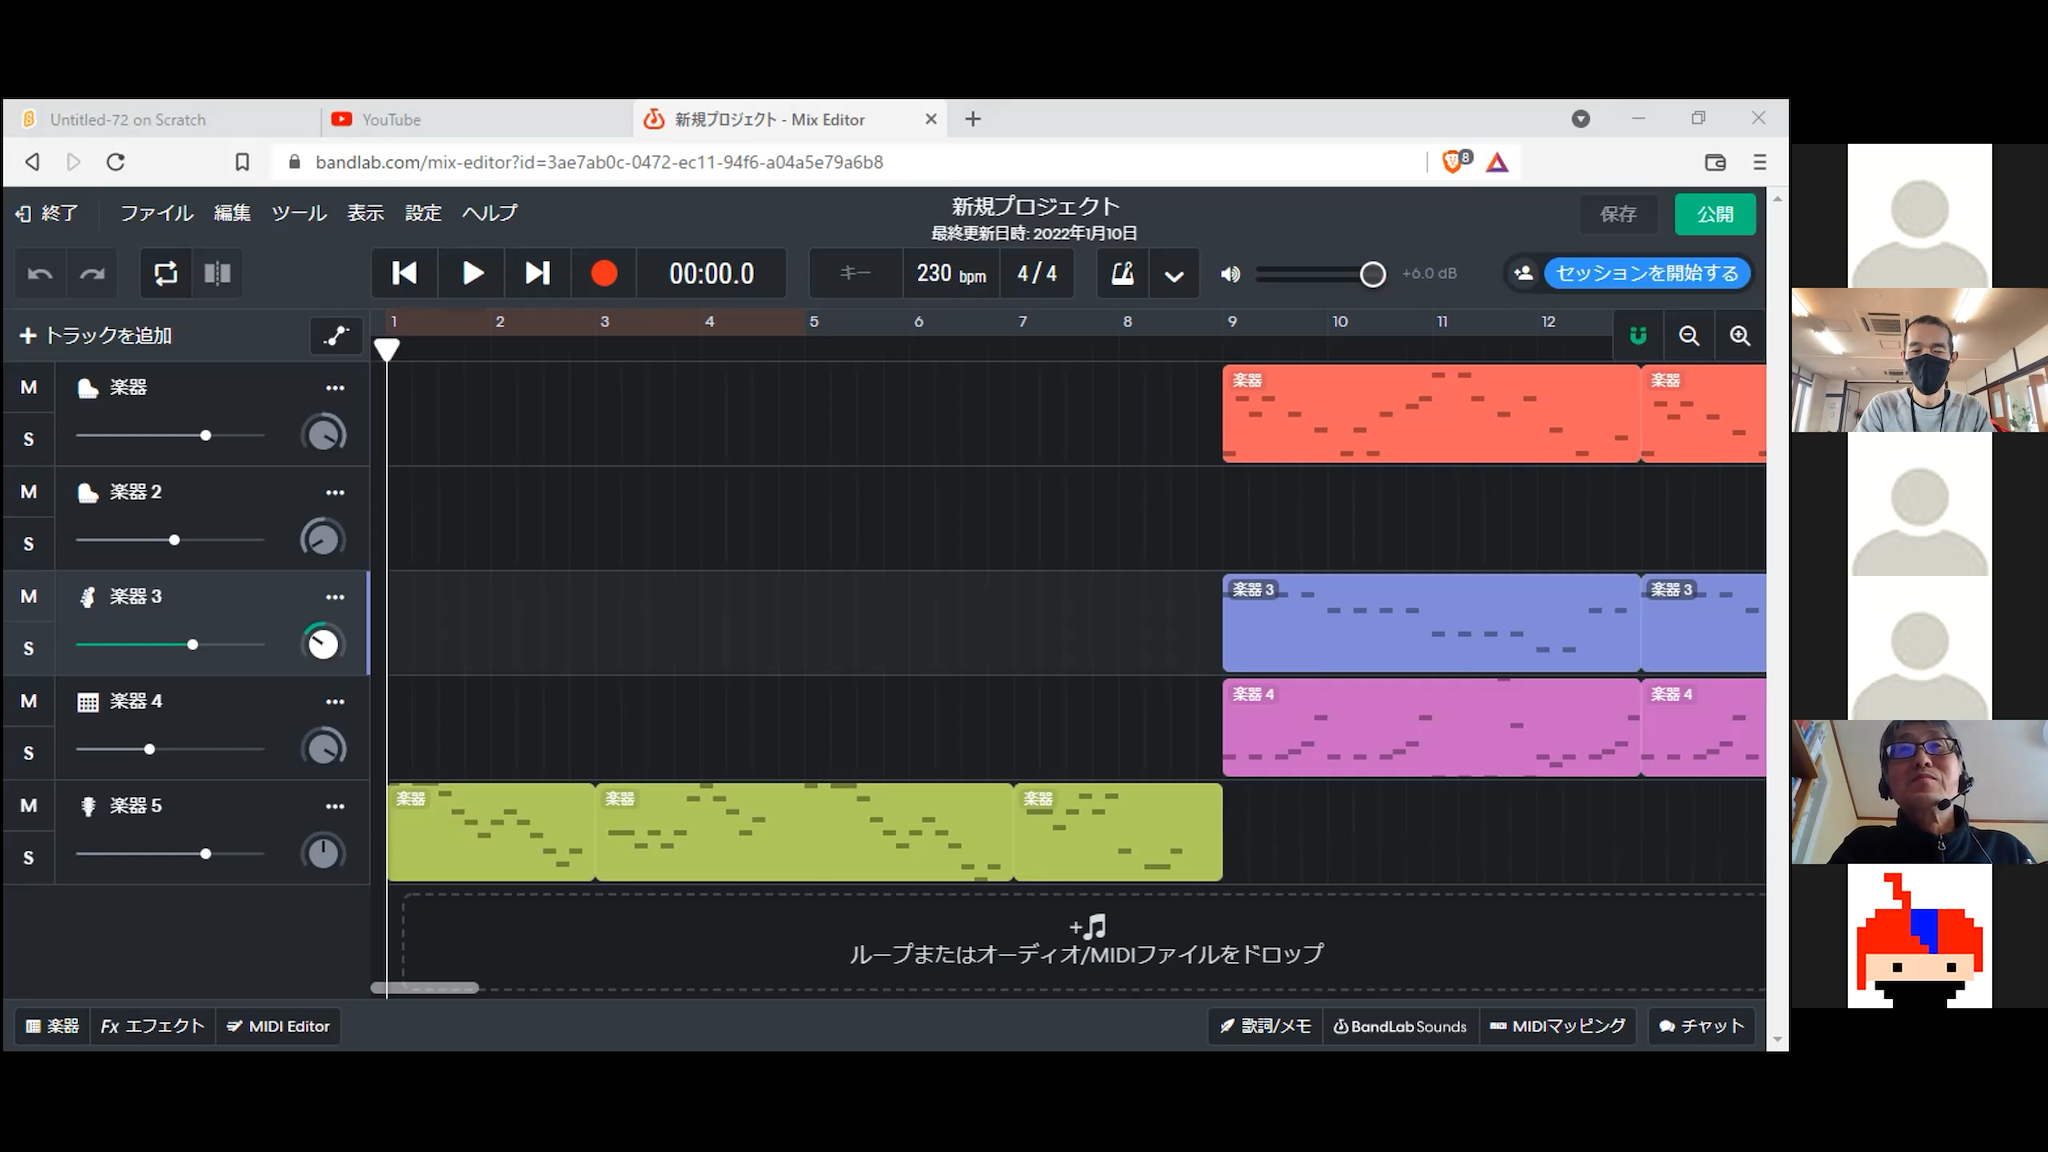 Untitled-72 on Scratch
YouTube
新規プロジェクト - Mix Editor
bandlab.com/mix-editor?id=3ae7ab0c-0472-ec11-94f6-a04a5e79a6b8
8
終了
ファイル
編集
ツール
表示
設定
ヘルプ
新規プロジェクト
最終更新日時: 2022年1月10日
保存
公開
00:00.0
キー
230 bpm
4/4
+6.0 dB
セッションを開始する
トラックを追加
1 2 3 4 5 6 7 8 9 10 11 12
M
楽器
S
楽器
楽器
M
楽器 2
S
M
楽器 3
S
楽器 3
楽器 3
M
楽器 4
S
楽器 4
楽器 4
M
楽器 5
S
楽器
楽器
楽器
ループまたはオーディオ/MIDIファイルをドロップ
楽器
Fx エフェクト
MIDI Editor
歌詞/メモ
BandLab Sounds
MIDIマッピング
チャット